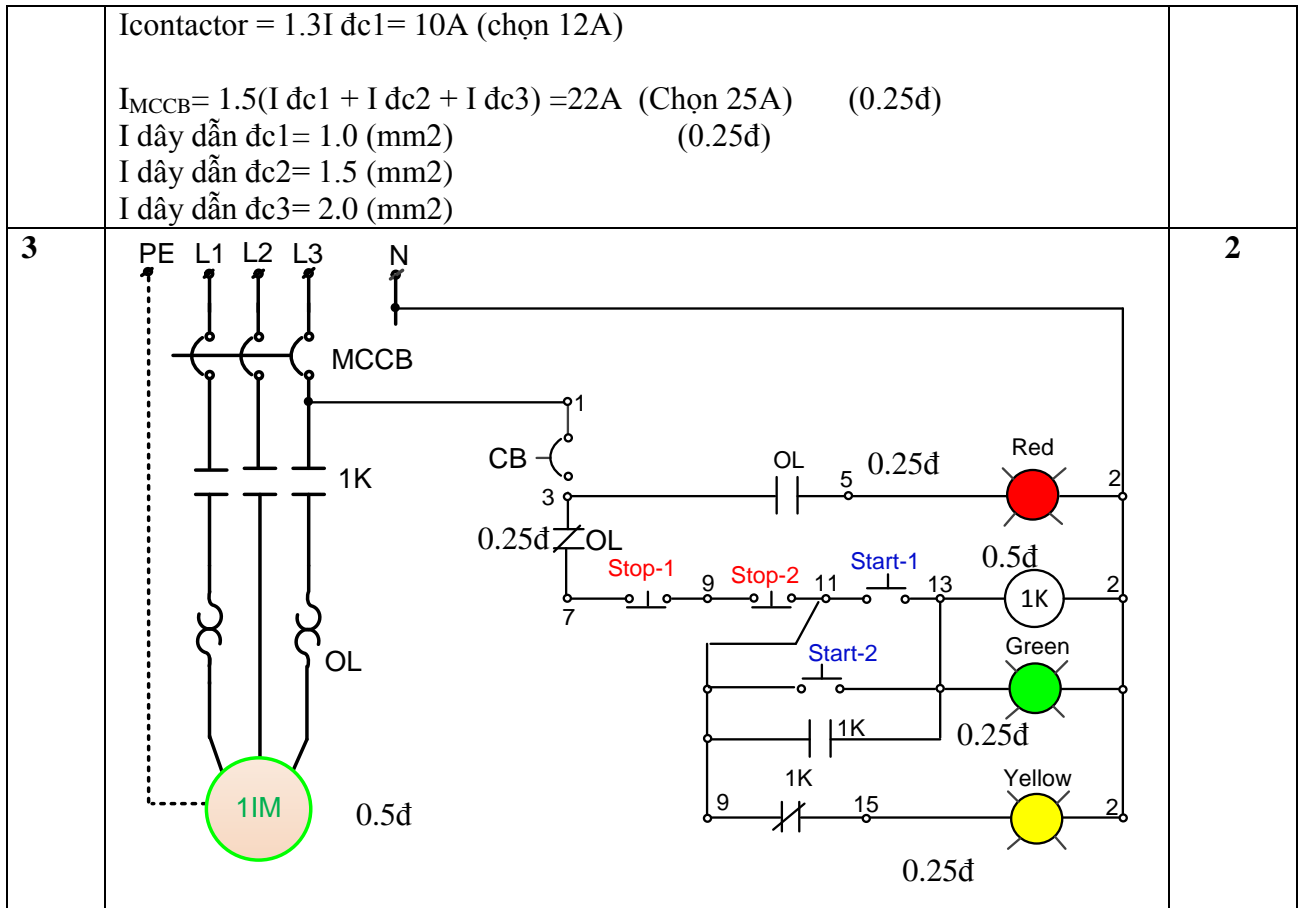 Icontactor = 1.3I đc1= 10A (chọn 12A)
IMCCB= 1.5(I đc1 + I đc2 + I đc3) =22A (Chọn 25A) (0.25đ)
I dây dẫn đc1= 1.0 (mm2) (0.25đ)
I dây dẫn đc2= 1.5 (mm2)
I dây dẫn đc3= 2.0 (mm2)
3
2
PE L1 L2 L3 N
MCCB
1
CB
1K
3
OL
5
0.25đ
Red
2
0.25đ
OL
7
Stop-1
9
Stop-2
11
Start-1
13
0.5đ
1K
2
Start-2
Green
OL
1K
0.25đ
1K
Yellow
9
15
2
1IM
0.5đ
0.25đ